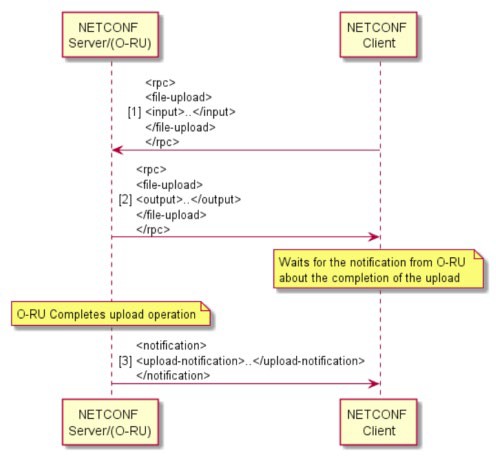 NETCONF
Server/(O-RU)
NETCONF
Client
<rpc>
<file-upload>
[1] <input>..</input>
</file-upload>
</rpc>
<rpc>
<file-upload>
[2] <output>..</output>
</file-upload>
</rpc>
Waits for the notification from O-RU
about the completion of the upload
O-RU Completes upload operation
<notification>
[3] <upload-notification>..</upload-notification>
</notification>
NETCONF
Server/(O-RU)
NETCONF
Client